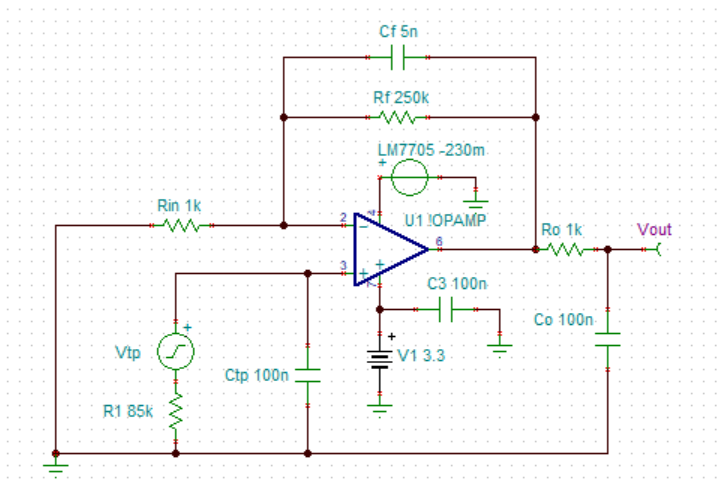 Cf 5n
Rf 250k
LM7705 -230m
+
Rin 1k
2
4
U1 !OPAMP
6
Ro 1k
Vout
3
7
+
C3 100n
Vtp
Ctp 100n
+
V1 3.3
Co 100n
R1 85k